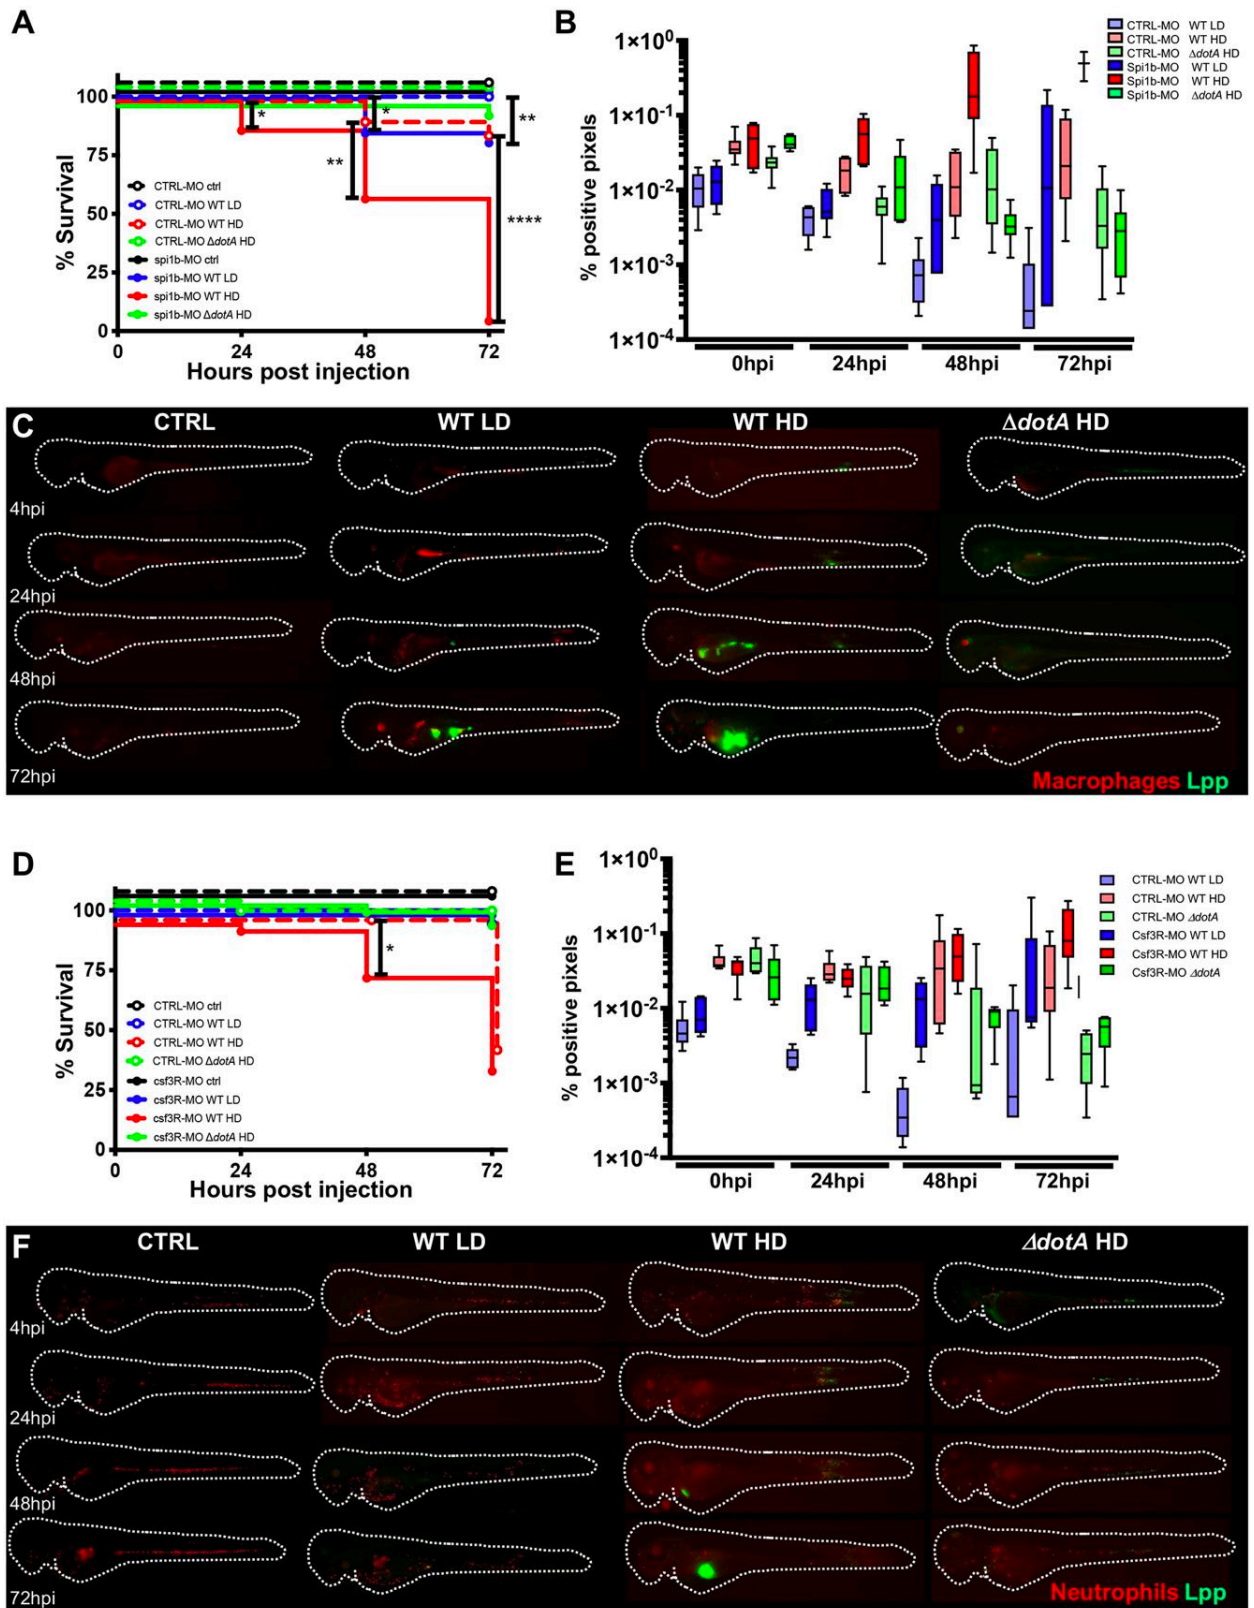 A
% Survival
100
75
50
25
0
0 24 48 72
Hours post injection
CTRL-MO ctrl
CTRL-MO WT LD
CTRL-MO WT HD
CTRL-MO ΔdotA HD
spi1b-MO ctrl
spi1b-MO WT LD
spi1b-MO WT HD
spi1b-MO ΔdotA HD
*
*
**
**
****
B
% positive pixels
1×10⁰
1×10⁻¹
1×10⁻²
1×10⁻³
1×10⁻⁴
0hpi 24hpi 48hpi 72hpi
CTRL-MO WT LD
CTRL-MO WT HD
CTRL-MO ΔdotA HD
Spi1b-MO WT LD
Spi1b-MO WT HD
Spi1b-MO ΔdotA HD
C
CTRL WT LD WT HD ΔdotA HD
4hpi
24hpi
48hpi
72hpi
Macrophages Lpp
D
% Survival
100
75
50
25
0
0 24 48 72
Hours post injection
CTRL-MO ctrl
CTRL-MO WT LD
CTRL-MO WT HD
CTRL-MO ΔdotA HD
csf3R-MO ctrl
csf3R-MO WT LD
csf3R-MO WT HD
csf3R-MO ΔdotA HD
*
E
% positive pixels
1×10⁰
1×10⁻¹
1×10⁻²
1×10⁻³
1×10⁻⁴
0hpi 24hpi 48hpi 72hpi
CTRL-MO WT LD
CTRL-MO WT HD
CTRL-MO ΔdotA
Csf3R-MO WT LD
Csf3R-MO WT HD
Csf3R-MO ΔdotA
F
CTRL WT LD WT HD ΔdotA HD
4hpi
24hpi
48hpi
72hpi
Neutrophils Lpp